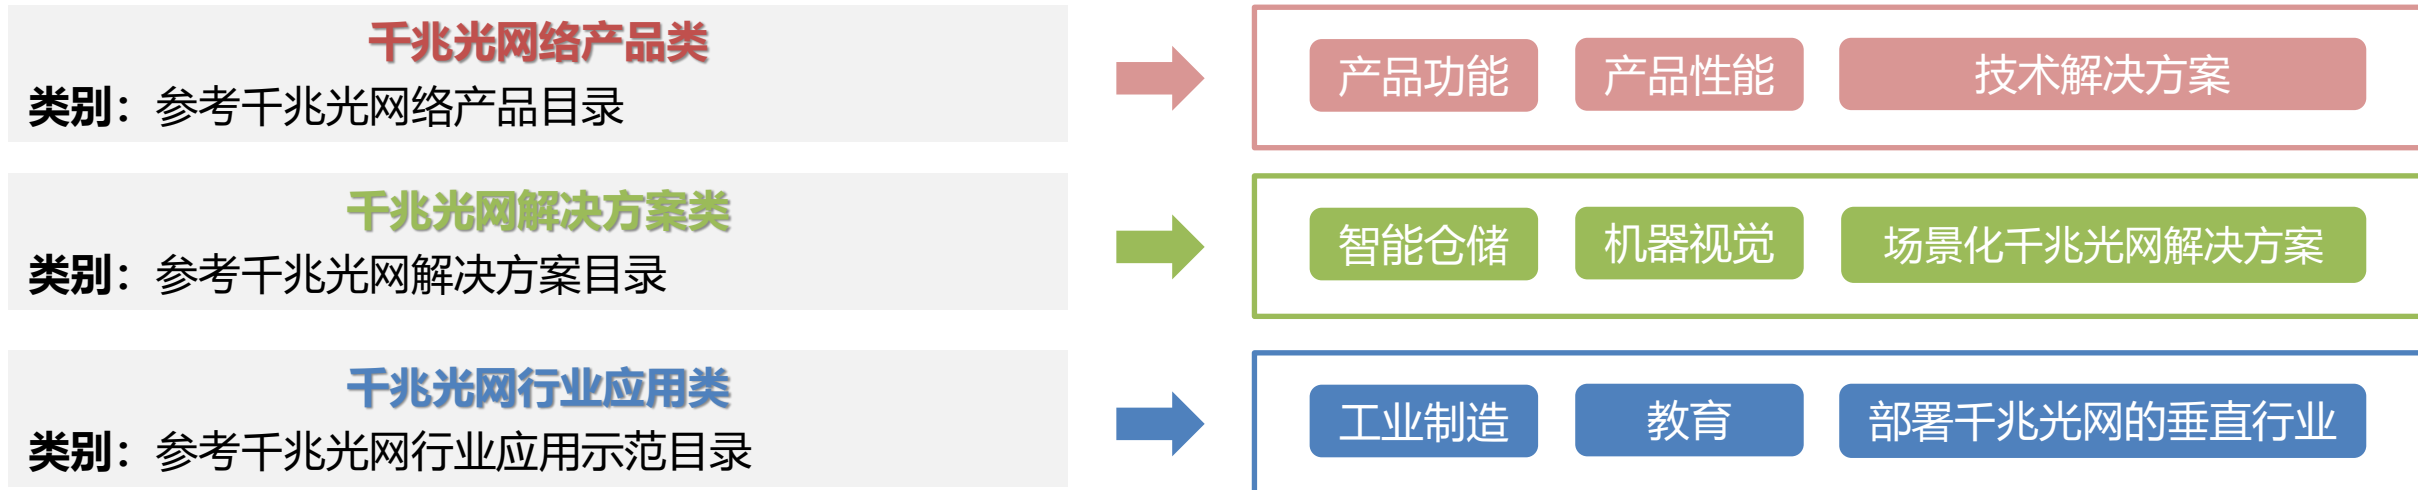 千兆光网络产品类
类别：参考千兆光网络产品目录
产品功能 产品性能 技术解决方案
千兆光网解决方案类
类别：参考千兆光网解决方案目录
智能仓储 机器视觉 场景化千兆光网解决方案
千兆光网行业应用类
类别：参考千兆光网行业应用示范目录
工业制造 教育 部署千兆光网的垂直行业